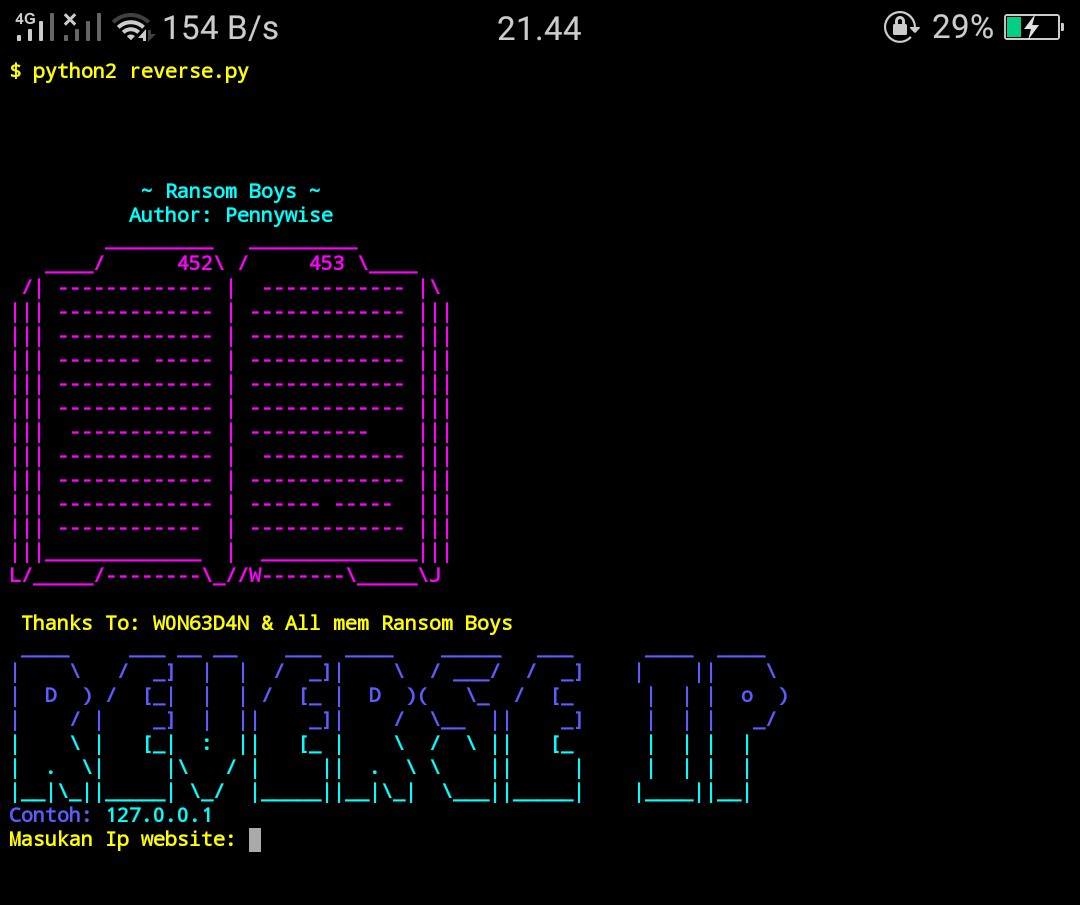 4G 154 B/s 21.44 29%
$ python2 reverse.py
~ Ransom Boys ~
Author: Pennywise
452 453
Thanks To: W0N63D4N & All mem Ransom Boys
REVERSE IP
Contoh: 127.0.0.1
Masukan Ip website: